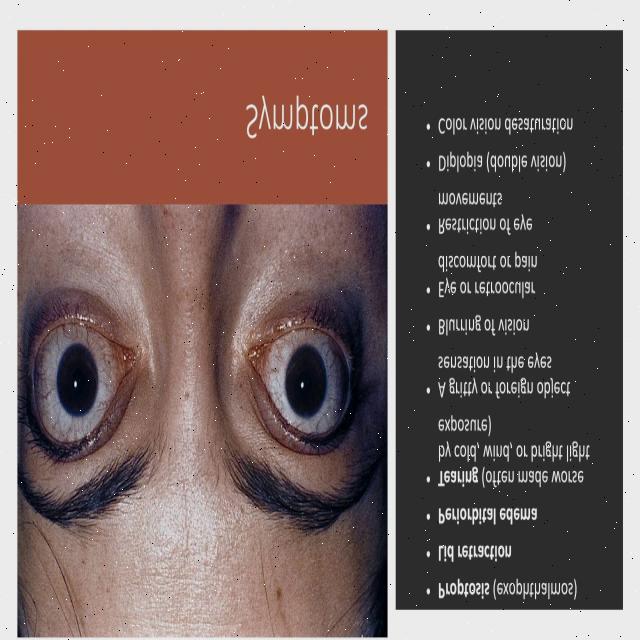 Symptoms
• Proptosis (exophthalmos)
• Lid retraction
• Periorbital edema
• Tearing (often made worse
by cold, wind, or bright light
exposure)
• A gritty or foreign object
sensation in the eyes
• Blurring of vision
• Eye or retroocular
discomfort or pain
• Restriction of eye
movements
• Diplopia (double vision)
• Color vision desaturation